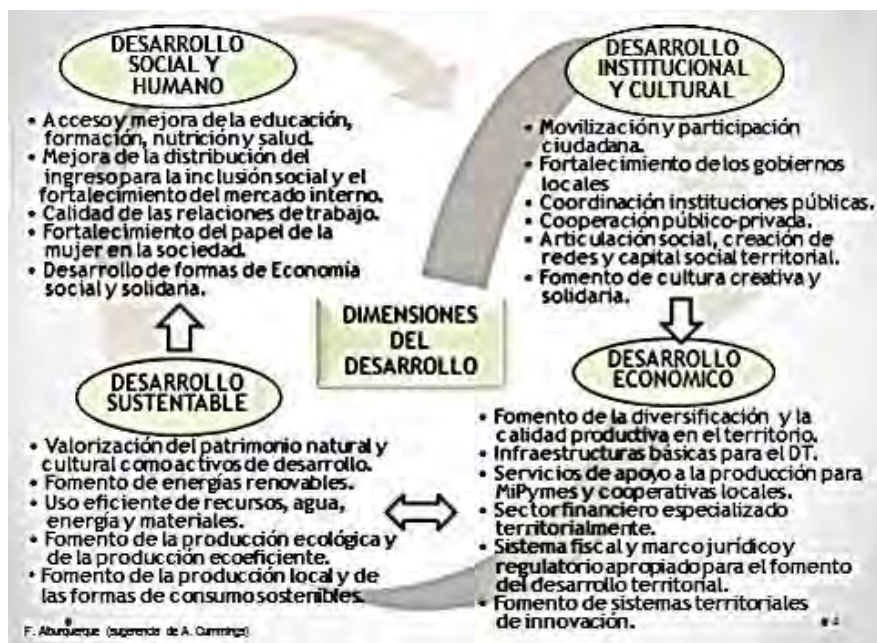 DESARROLLO
SOCIAL Y
HUMANO
• Acceso y mejora de la educación,
formación, nutrición y salud.
• Mejora de la distribución del
ingreso para la inclusión social y el
fortalecimiento del mercado interno.
• Calidad de las relaciones de trabajo.
• Fortalecimiento del papel de la
mujer en la sociedad.
• Desarrollo de formas de Economía
social y solidaria.
DESARROLLO
INSTITUCIONAL
Y CULTURAL
• Movilización y participación
ciudadana.
• Fortalecimiento de los gobiernos
locales
• Coordinación instituciones públicas.
• Cooperación público-privada.
• Articulación social, creación de
redes y capital social territorial.
• Fomento de cultura creativa y
solidaria.
DIMENSIONES
DEL
DESARROLLO
DESARROLLO
SUSTENTABLE
• Valorización del patrimonio natural y
cultural como activos de desarrollo.
• Fomento de energías renovables.
• Uso eficiente de recursos, agua,
energía y materiales.
• Fomento de la producción ecológica y
de la producción ecoeficiente.
• Fomento de la producción local y de
las formas de consumo sostenibles.
DESARROLLO
ECONOMICO
• Fomento de la diversificación y la
calidad productiva en el territorio.
• Infraestructuras básicas para el DT.
• Servicios de apoyo a la producción para
MiPymes y cooperativas locales.
• Sector financiero especializado
territorialmente.
• Sistema fiscal y marco jurídico y
regulatorio apropiado para el fomento
del desarrollo territorial.
• Fomento de sistemas territoriales
de innovación.
F. Alburquerque (sugerencia de A. Cummings)